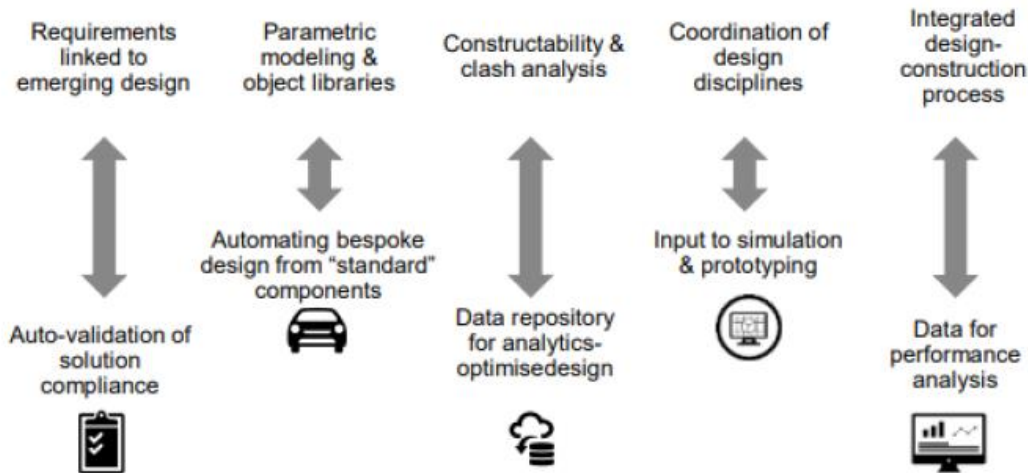 Requirements
linked to
emerging design
Parametric
modeling &
object libraries
Constructability &
clash analysis
Coordination of
design
disciplines
Integrated
design-
construction
process
Automating bespoke
design from “standard”
components
Input to simulation
& prototyping
Auto-validation of
solution
compliance
Data repository
for analytics-
optimisedesign
Data for
performance
analysis